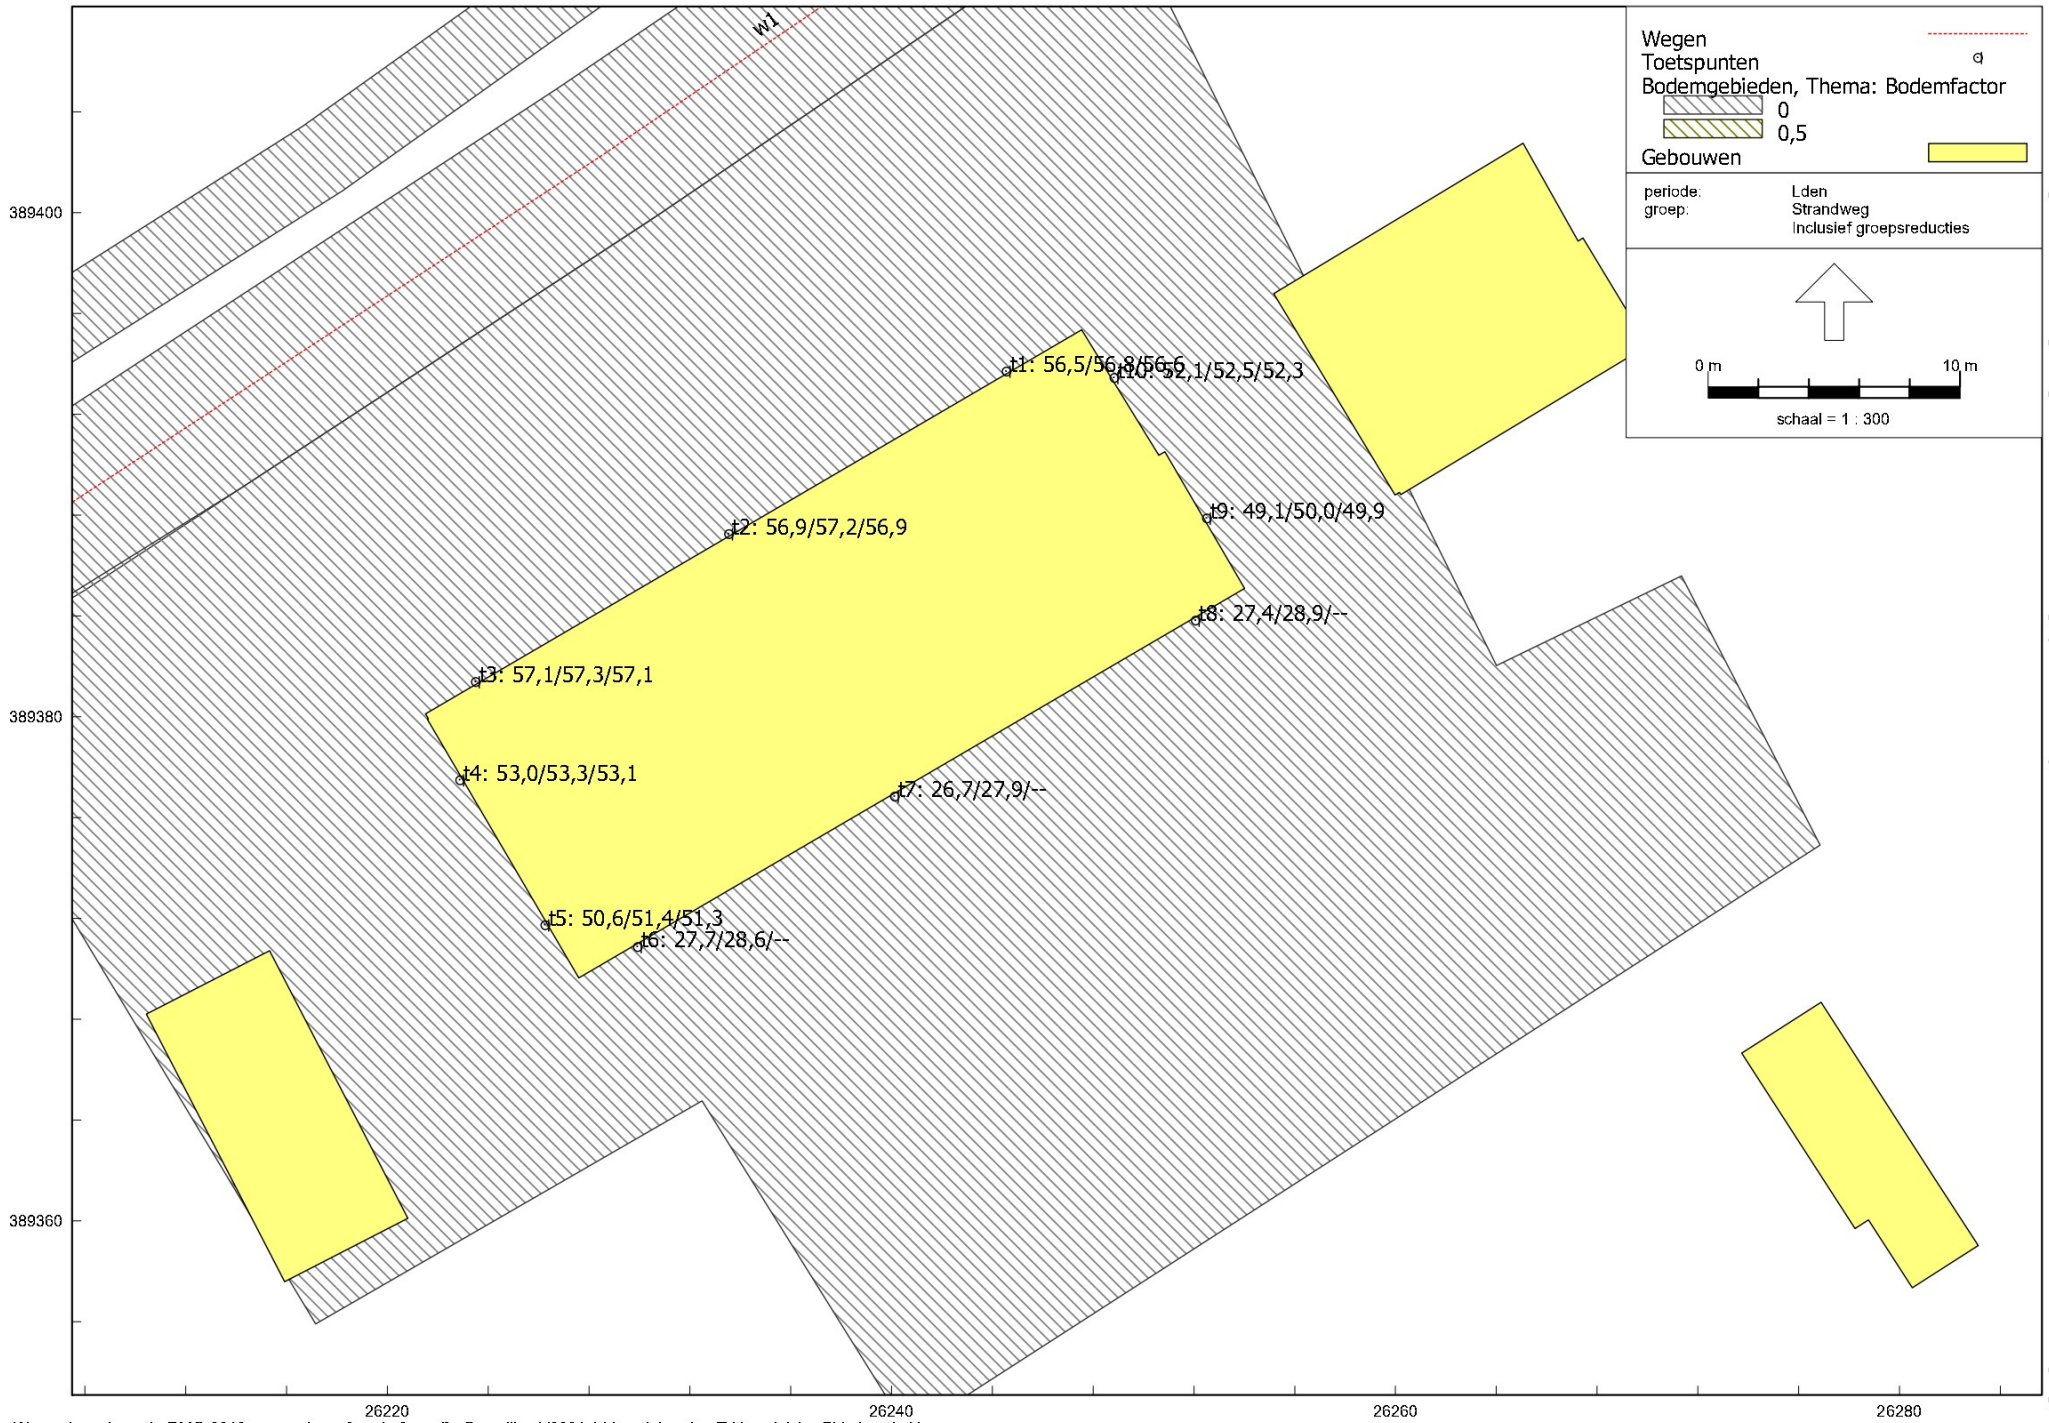 w1
Wegen
Toetspunten
Bodemgebieden, Thema: Bodemfactor
0
0,5
Gebouwen
periode: Lden
groep: Strandweg
Inclusief groepsreducties
0 m 10 m
schaal = 1 : 300
389400
t1: 56,5/56,8/56,6
t10: 52,1/52,5/52,3
t9: 49,1/50,0/49,9
t2: 56,9/57,2/56,9
t8: 27,4/28,9/--
t3: 57,1/57,3/57,1
389380
t4: 53,0/53,3/53,1
t7: 26,7/27,9/--
t5: 50,6/51,4/51,3
t6: 27,7/28,6/--
389360
26220 26240 26260 26280